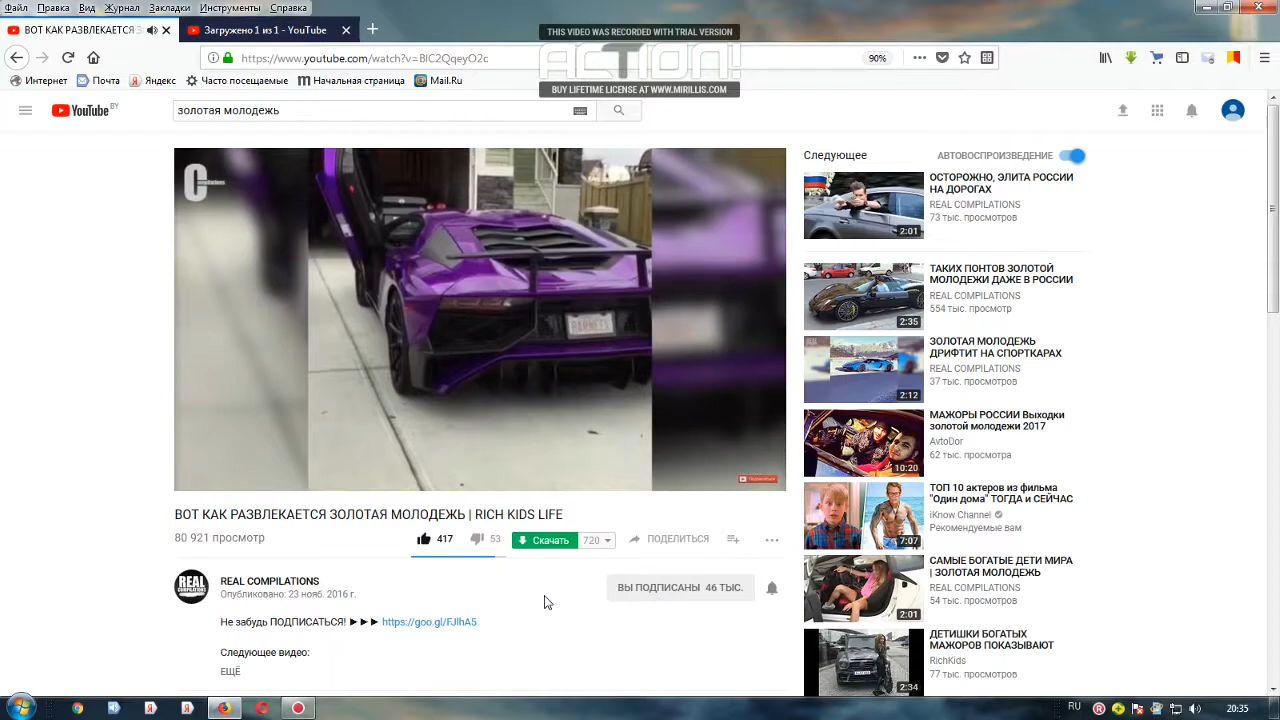 Файл Правка Вид Журнал Закладки Инструменты Справка
THIS VIDEO WAS RECORDED WITH TRIAL VERSION
ACTION!
BUY LIFETIME LICENSE AT WWW.MIRILLIS.COM
ВОТ КАК РАЗВЛЕКАЕТСЯ З
Загружено 1 из 1 - YouTube
https://www.youtube.com/watch?v=BIC2QqeyO2c
90%
Интернет Почта Яндекс Часто посещаемые Начальная страница Mail.Ru
YouTube BY
золотая молодежь
Следующее
АВТОВОСПРОИЗВЕДЕНИЕ
ОСТОРОЖНО, ЭЛИТА РОССИИ
НА ДОРОГАХ
REAL COMPILATIONS
73 тыс. просмотров
2:01
ТАКИХ ПОНТОВ ЗОЛОТОЙ
МОЛОДЕЖИ ДАЖЕ В РОССИИ
REAL COMPILATIONS
554 тыс. просмотр
2:35
ЗОЛОТАЯ МОЛОДЕЖЬ
ДРИФТИТ НА СПОРТКАРАХ
REAL COMPILATIONS
37 тыс. просмотров
2:12
МАЖОРЫ РОССИИ Выходки
золотой молодежи 2017
AvtoDor
62 тыс. просмотра
10:20
ТОП 10 актеров из фильма
"Один дома" ТОГДА и СЕЙЧАС
iKnow Channel
Рекомендуемые вам
7:07
САМЫЕ БОГАТЫЕ ДЕТИ МИРА
| ЗОЛОТАЯ МОЛОДЕЖЬ
REAL COMPILATIONS
54 тыс. просмотров
2:01
ДЕТИШКИ БОГАТЫХ
МАЖОРОВ ПОКАЗЫВАЮТ
RichKids
77 тыс. просмотров
2:34
ВОТ КАК РАЗВЛЕКАЕТСЯ ЗОЛОТАЯ МОЛОДЕЖЬ | RICH KIDS LIFE
80 921 просмотр
417 53 Скачать 720 ПОДЕЛИТЬСЯ
REAL COMPILATIONS
REAL COMPILATIONS
Опубликовано: 23 нояб. 2016 г.
ВЫ ПОДПИСАНЫ 46 ТЫС.
Не забудь ПОДПИСАТЬСЯ! ►►► https://goo.gl/FJlhA5
Следующее видео:
ЕЩЁ
RU
20:35